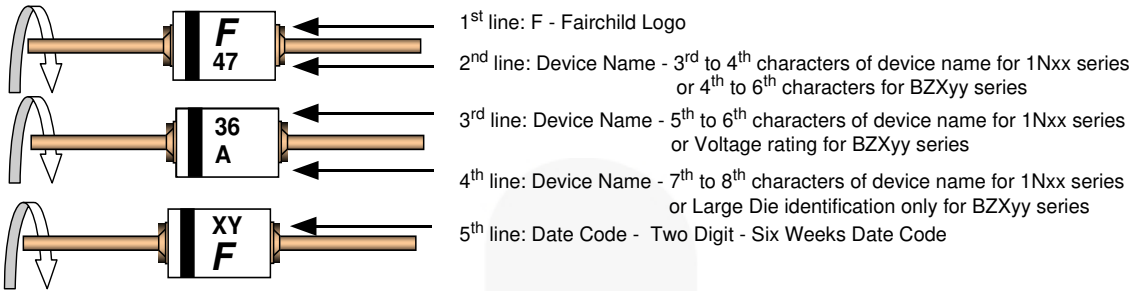 F
47
36
A
XY
F
1st line: F - Fairchild Logo
2nd line: Device Name - 3rd to 4th characters of device name for 1Nxx series
or 4th to 6th characters for BZXyy series
3rd line: Device Name - 5th to 6th characters of device name for 1Nxx series
or Voltage rating for BZXyy series
4th line: Device Name - 7th to 8th characters of device name for 1Nxx series
or Large Die identification only for BZXyy series
5th line: Date Code - Two Digit - Six Weeks Date Code